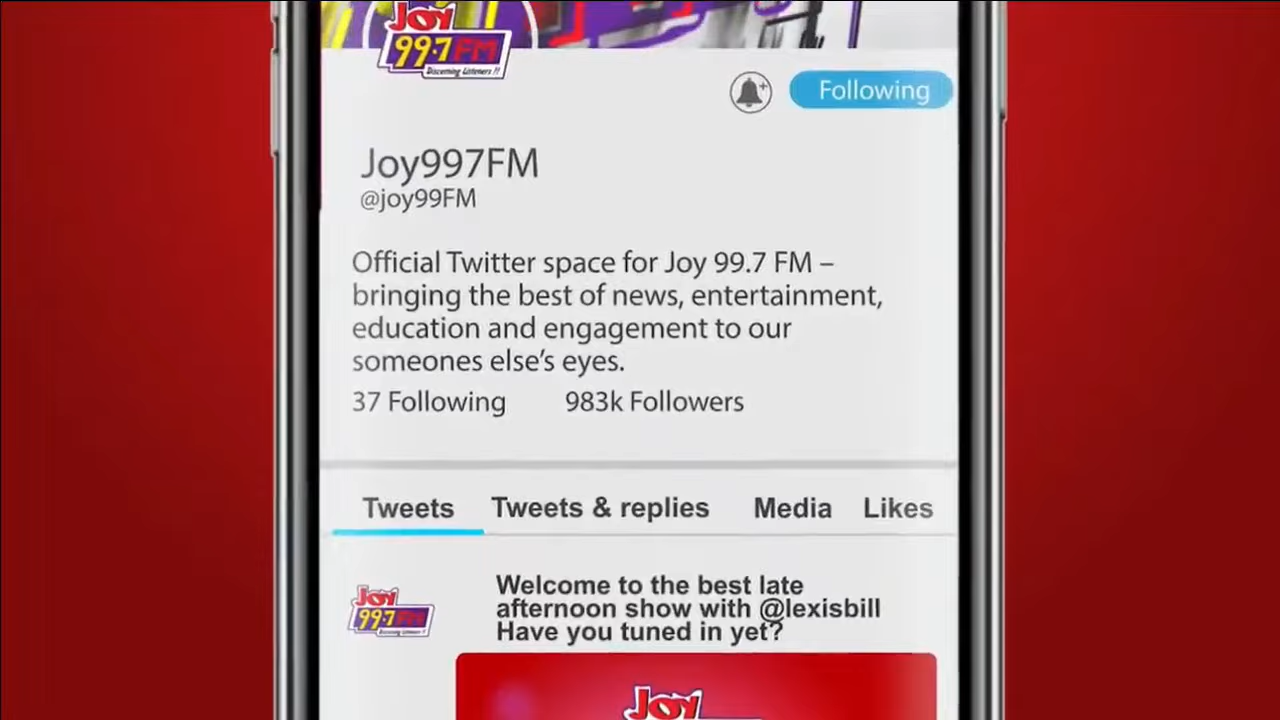 Joy
99.7 FM
Discerning Listeners !!
Following
Joy997FM
@joy99FM
Official Twitter space for Joy 99.7 FM –
bringing the best of news, entertainment,
education and engagement to our
someones else’s eyes.
37 Following 983k Followers
Tweets Tweets & replies Media Likes
Joy
99.7 FM
Discerning Listeners !!
Welcome to the best late
afternoon show with @lexisbill
Have you tuned in yet?
Joy